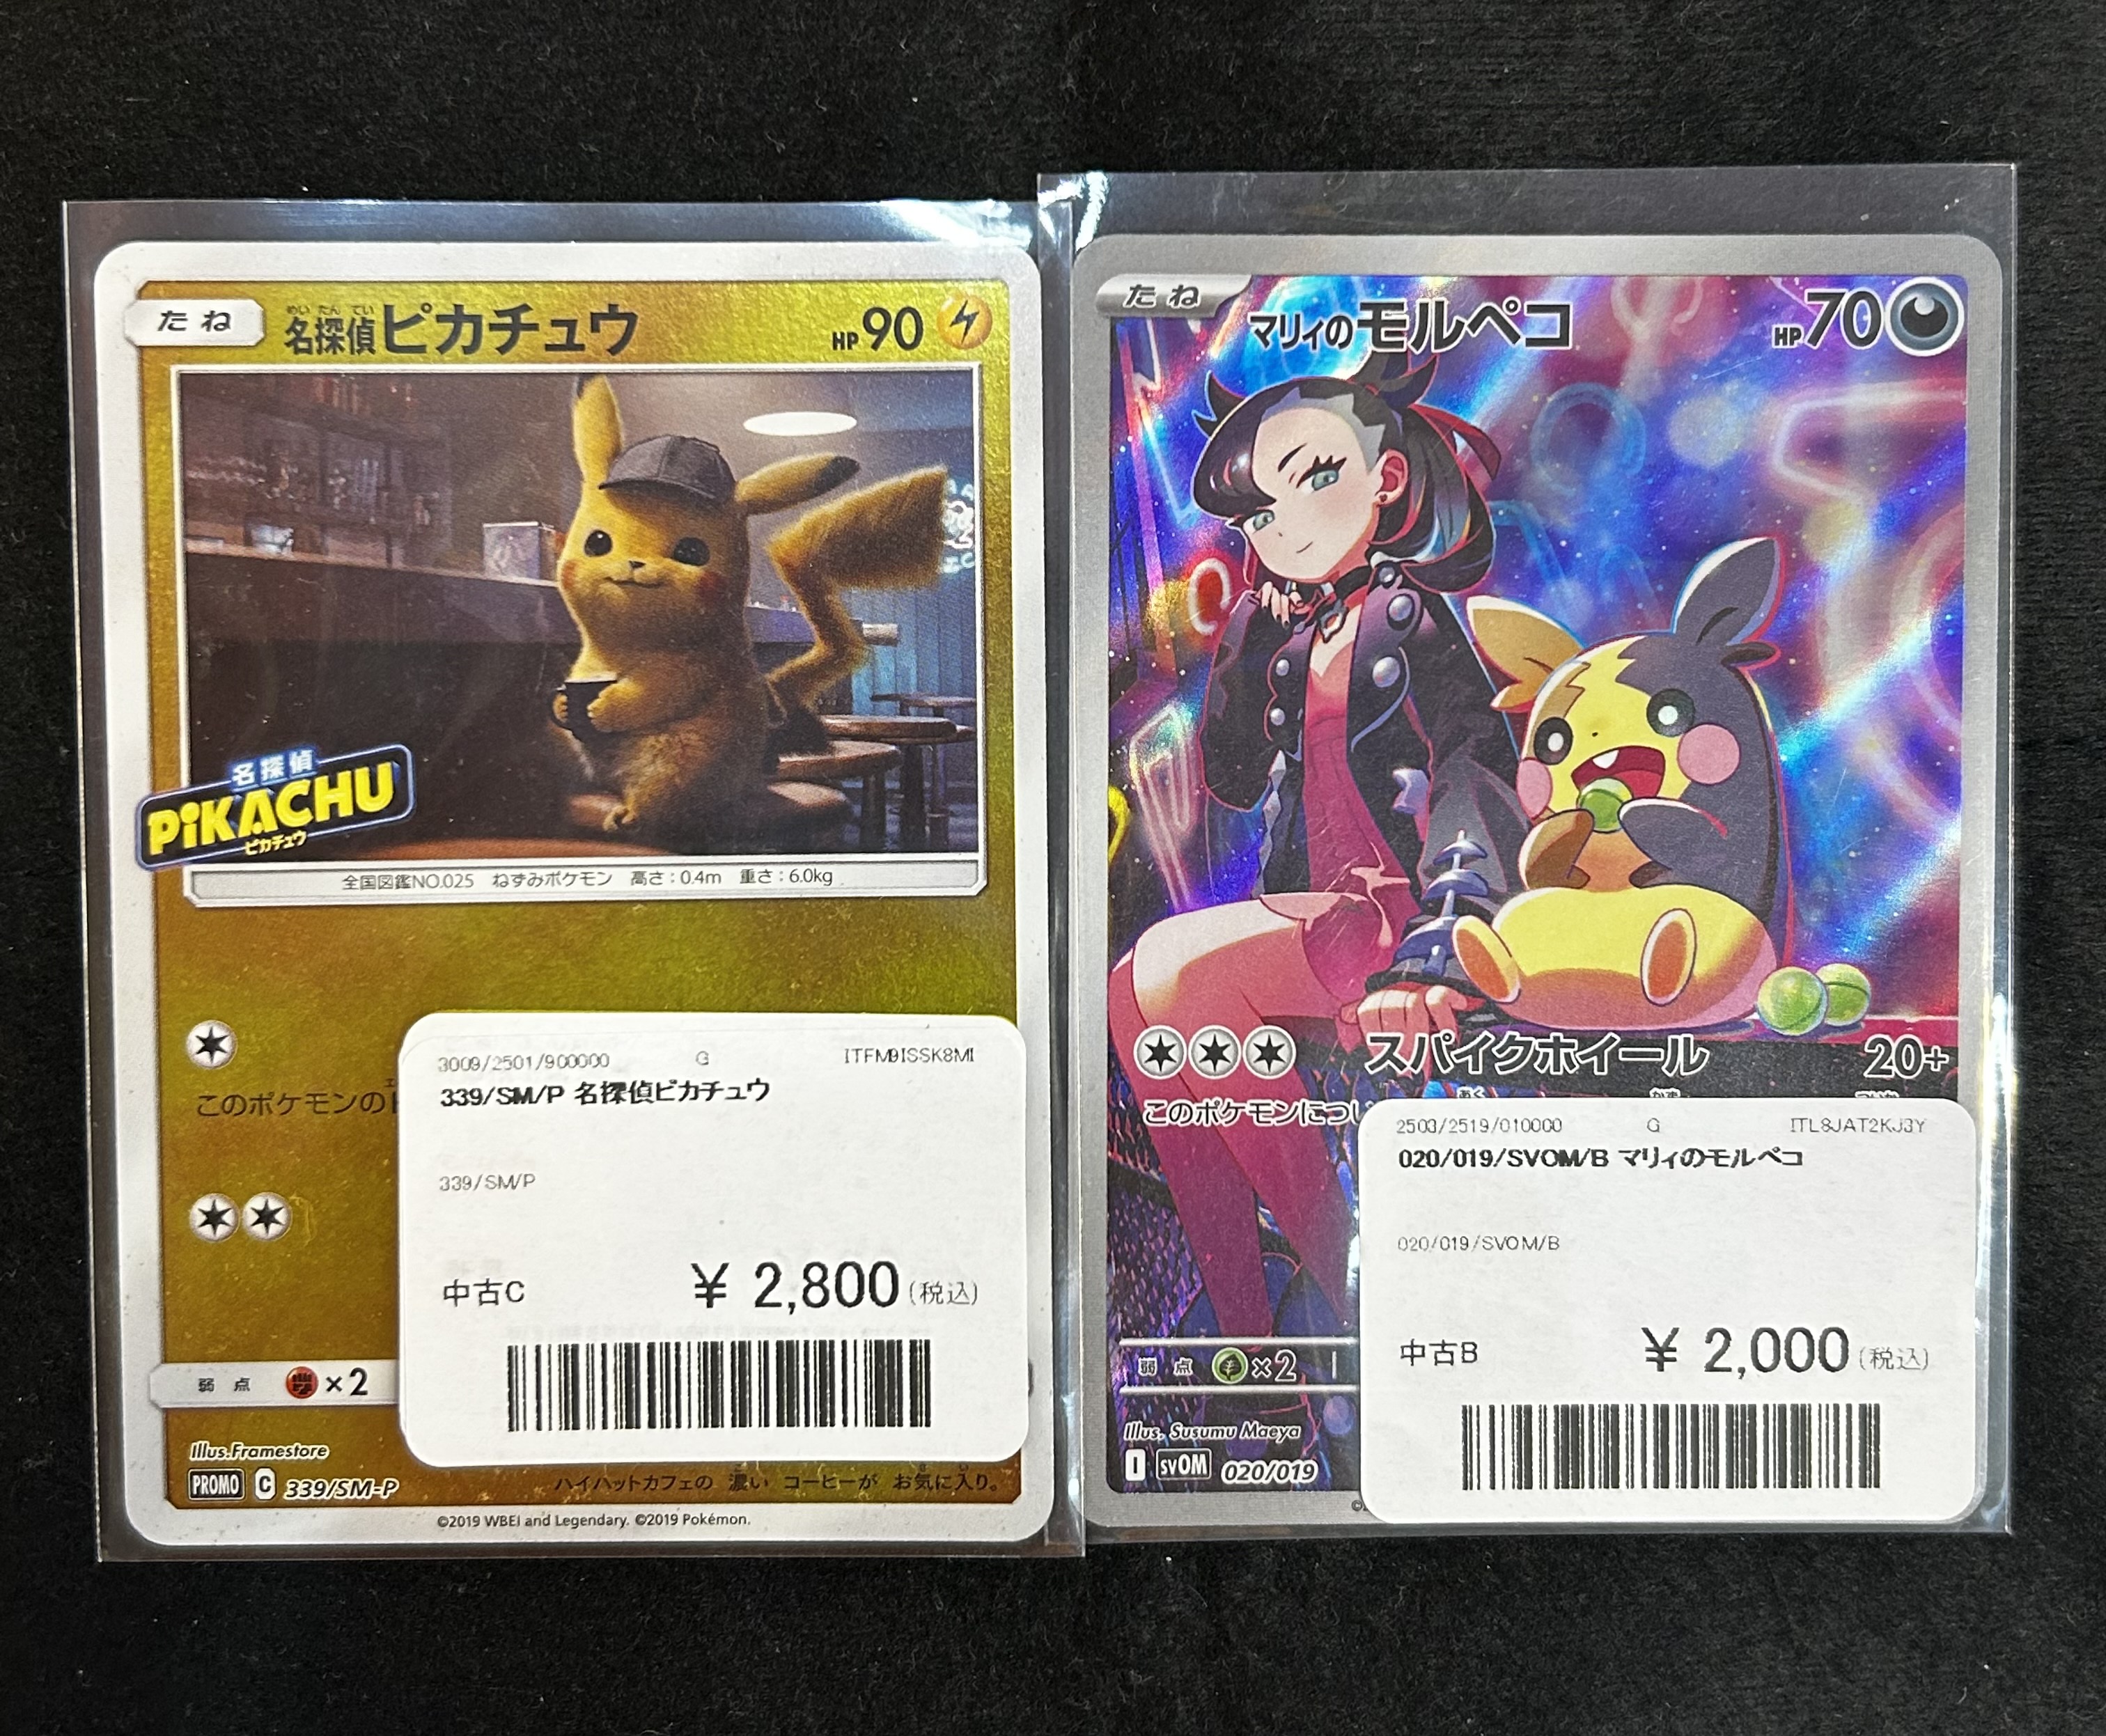 たね
めいたんてい
名探偵ピカチュウ
HP90
名探偵
PiKACHU
ピカチュウ
全国図鑑NO.025 ねずみポケモン 高さ：0.4m 重さ：6.0kg
このポケモンの
3009/2501/900000 G ITFM9ISSK8MI
339/SM/P 名探偵ピカチュウ
339/SM/P
中古C ¥ 2,800(税込)
弱点 ×2
Illus.Framestore
PROMO C 339/SM-P
ハイハットカフェの 濃い コーヒーが お気に入り。
©2019 WBEI and Legendary. ©2019 Pokémon.
たね
マリィのモルペコ
HP70
スパイクホイール 20+
このポケモンについ
2503/2519/010000 G ITL8JAT2KJ3Y
020/019/SVOM/B マリィのモルペコ
020/019/SVOM/B
中古B ¥ 2,000(税込)
弱点 ×2
Illus. Susumu Maeya
I svOM 020/019